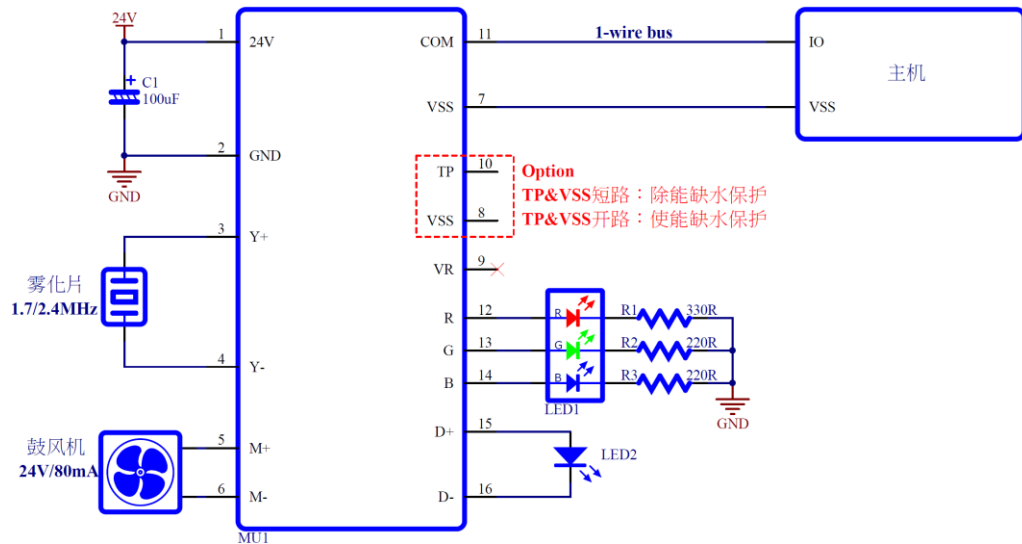 24V
C1
100uF
GND
雾化片
1.7/2.4MHz
鼓风机
24V/80mA
1
24V
2
GND
3
Y+
4
Y-
5
M+
6
M-
MU1
COM
11
1-wire bus
VSS
7
TP
10
VSS
8
Option
TP&VSS短路：除能缺水保护
TP&VSS开路：使能缺水保护
VR
9
R
12
G
13
B
14
D+
15
D-
16
R
G
B
LED1
R1
330R
R2
220R
R3
220R
GND
LED2
IO
主机
VSS